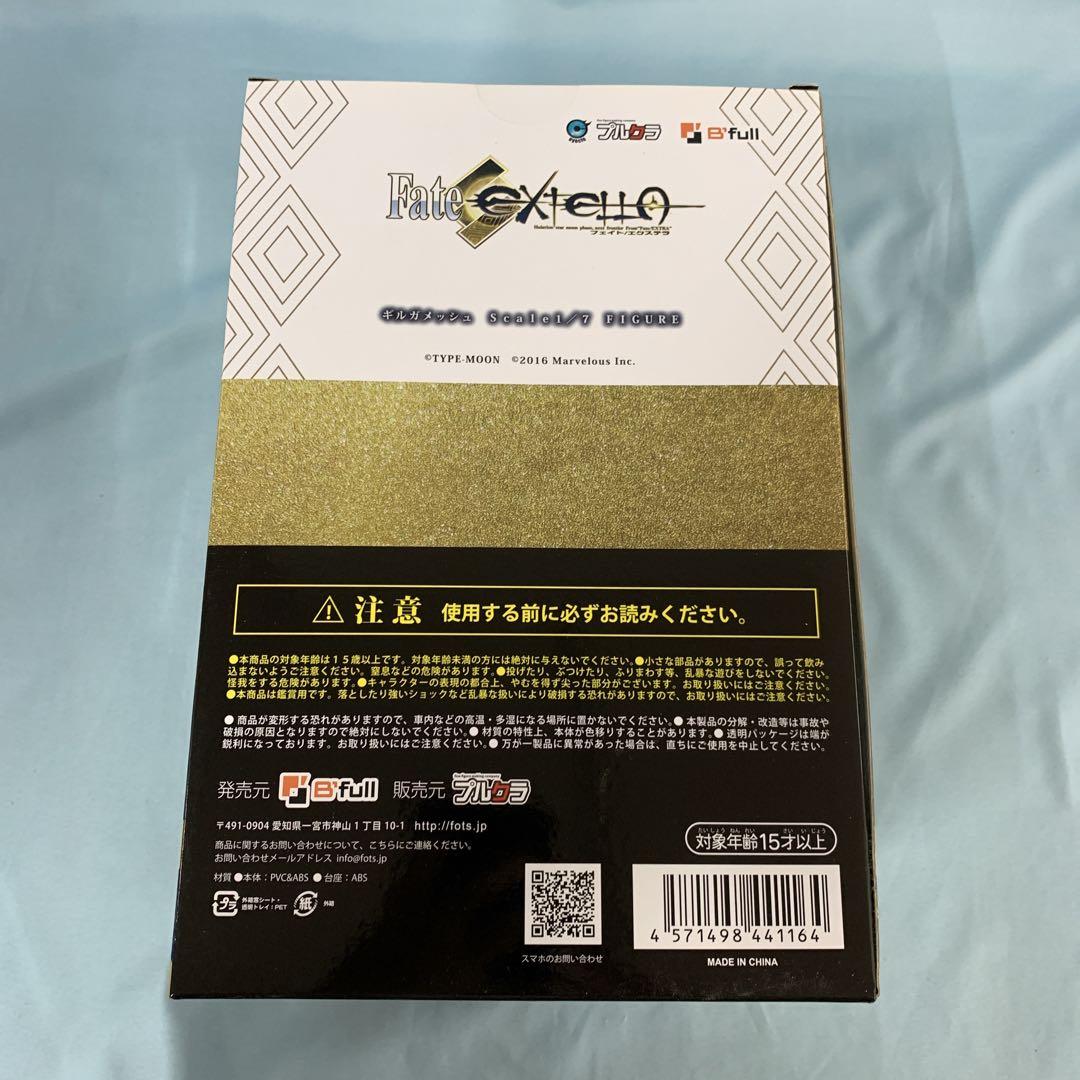 eyecta プルクラ B'full
Fate/EXTELLA
フェイト/エクステラ
ギルガメッシュ Scale1/7 FIGURE
©TYPE-MOON ©2016 Marvelous Inc.
⚠ 注意 使用する前に必ずお読みください。
●本商品の対象年齢は15歳以上です。対象年齢未満の方には絶対に与えないでください。●小さな部品がありますので、誤って飲み
込まないようご注意ください。窒息などの危険があります。●投げたり、ぶつけたり、ふりまわす等、乱暴な遊びをしないでください。
怪我をする危険があります。●キャラクターの表現の都合上、やむを得ず尖った部分がございます。お取り扱いにはご注意ください。
●本商品は鑑賞用です。落としたり強いショックなど乱暴な扱いにより破損する恐れがありますので、お取り扱いにはご注意ください。
● 商品が変形する恐れがありますので、車内などの高温・多湿になる場所に置かないでください。● 本製品の分解・改造等は事故や
破損の原因となりますので絶対にしないでください。● 材質の特性上、本体が色移りすることがあります。● 透明パッケージは端が
鋭利になっております。お取り扱いにはご注意ください。● 万が一製品に異常があった場合は、直ちにご使用を中止してください。
発売元 B'full 販売元 プルクラ
〒491-0904 愛知県一宮市神山1丁目10-1 http://fots.jp
商品に関するお問い合わせについて、こちらにご連絡ください。
お問い合わせメールアドレス info@fots.jp
対象年齢15才以上
材質 ●本体：PVC&ABS ● 台座：ABS
プラ 外箱窓シート・
透明トレイ：PET
紙 外箱
スマホのお問い合わせ
4 571498 441164
MADE IN CHINA